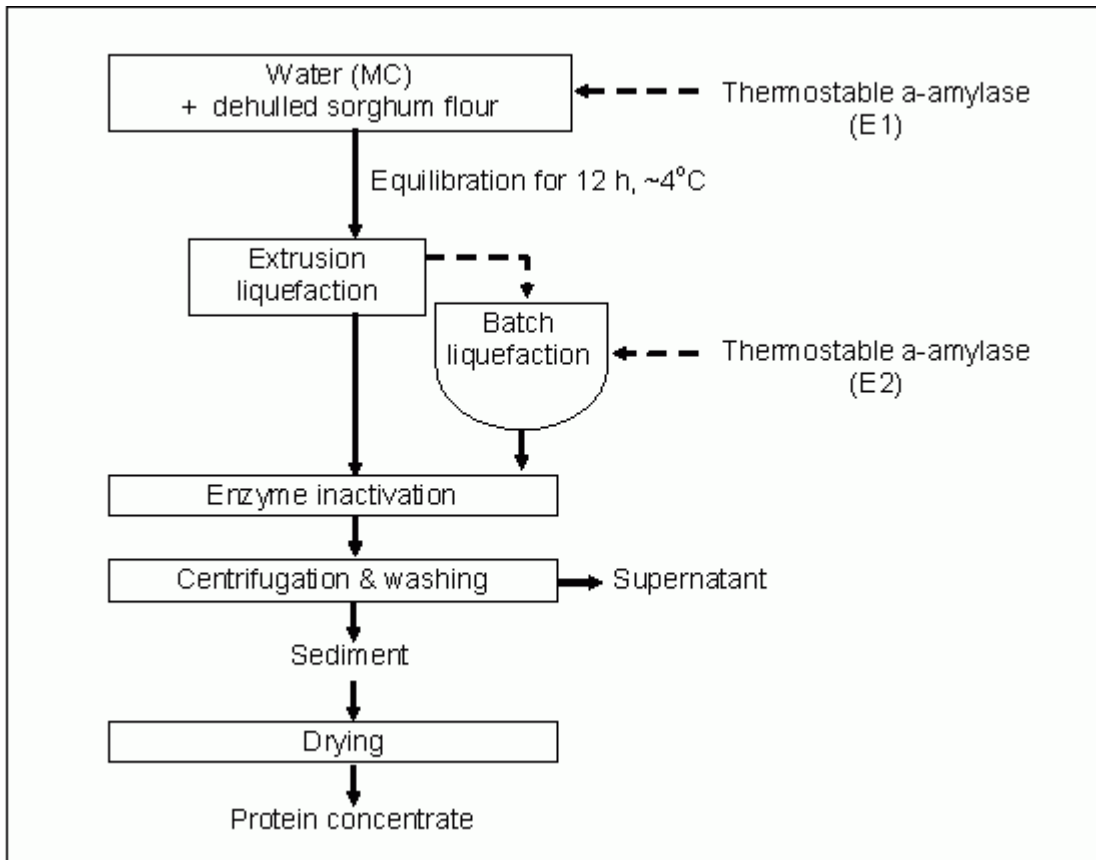 Water (MC)
+ dehulled sorghum flour
Thermostable a-amylase
(E1)
Equilibration for 12 h, ~4°C
Extrusion
liquefaction
Batch
liquefaction
Thermostable a-amylase
(E2)
Enzyme inactivation
Centrifugation & washing
Supernatant
Sediment
Drying
Protein concentrate